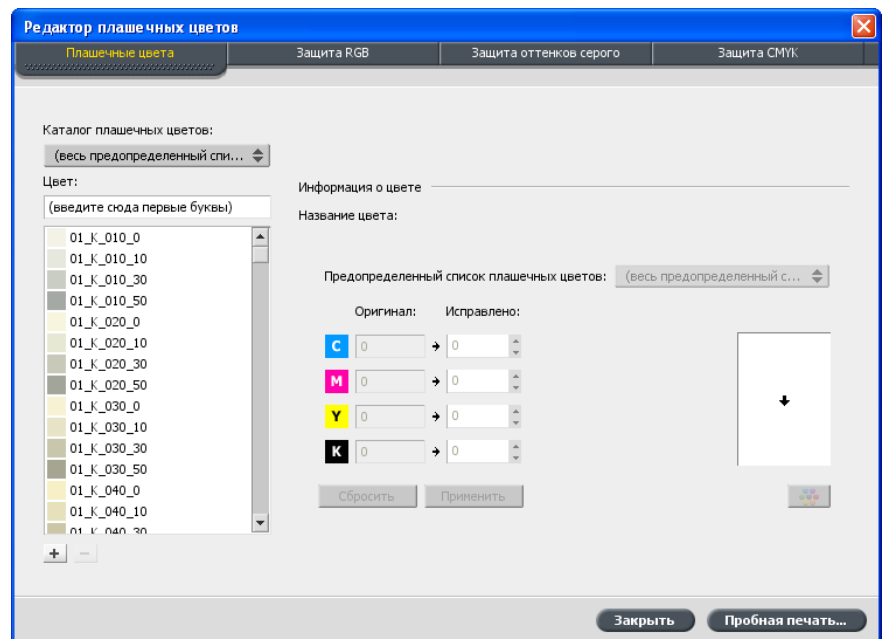 Редактор плашечных цветов
Плашечные цвета
Защита RGB
Защита оттенков серого
Защита CMYK
Каталог плашечных цветов:
(весь предопределенный спи...
Цвет:
(введите сюда первые буквы)
01_K_010_0
01_K_010_10
01_K_010_30
01_K_010_50
01_K_020_0
01_K_020_10
01_K_020_30
01_K_020_50
01_K_030_0
01_K_030_10
01_K_030_30
01_K_030_50
01_K_040_0
01_K_040_10
01_K_040_30
Информация о цвете
Название цвета:
Предопределенный список плашечных цветов: (весь предопределенный с...
Оригинал: Исправлено:
C 0 0
M 0 0
Y 0 0
K 0 0
Сбросить Применить
Закрыть Пробная печать...